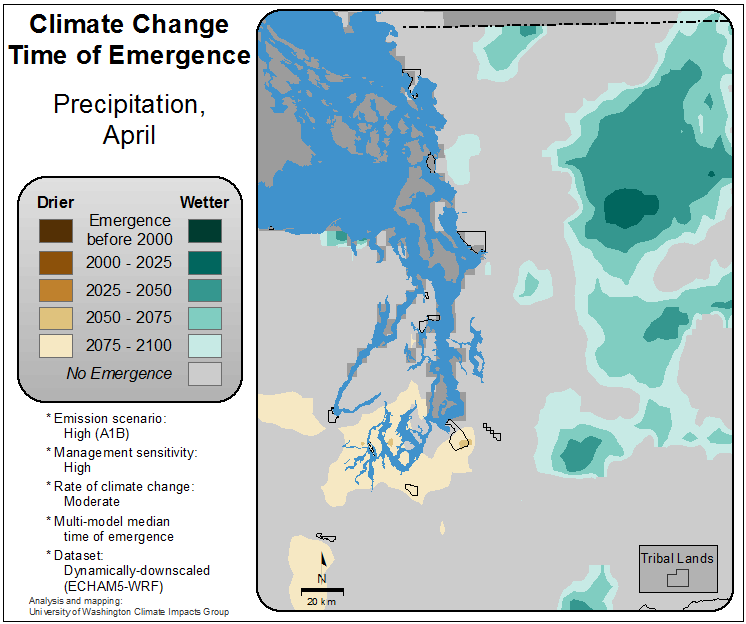 Climate Change
Time of Emergence
Precipitation,
April
Drier Wetter
Emergence
before 2000
2000 - 2025
2025 - 2050
2050 - 2075
2075 - 2100
No Emergence
* Emission scenario:
High (A1B)
* Management sensitivity:
High
* Rate of climate change:
Moderate
* Multi-model median
time of emergence
* Dataset:
Dynamically-downscaled
(ECHAM5-WRF)
Analysis and mapping:
University of Washington Climate Impacts Group
N
20 km
Tribal Lands